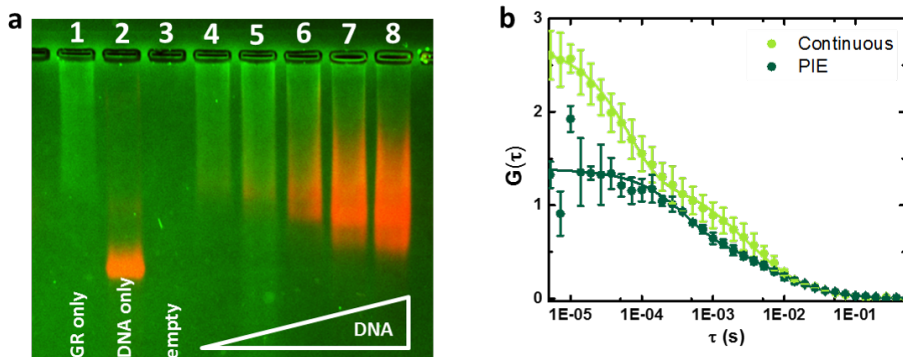 a
1 2 3 4 5 6 7 8
GR only
DNA only
empty
DNA
b
3
2
1
0
G(τ)
Continuous
PIE
1E-05 1E-04 1E-03 1E-02 1E-01
τ (s)